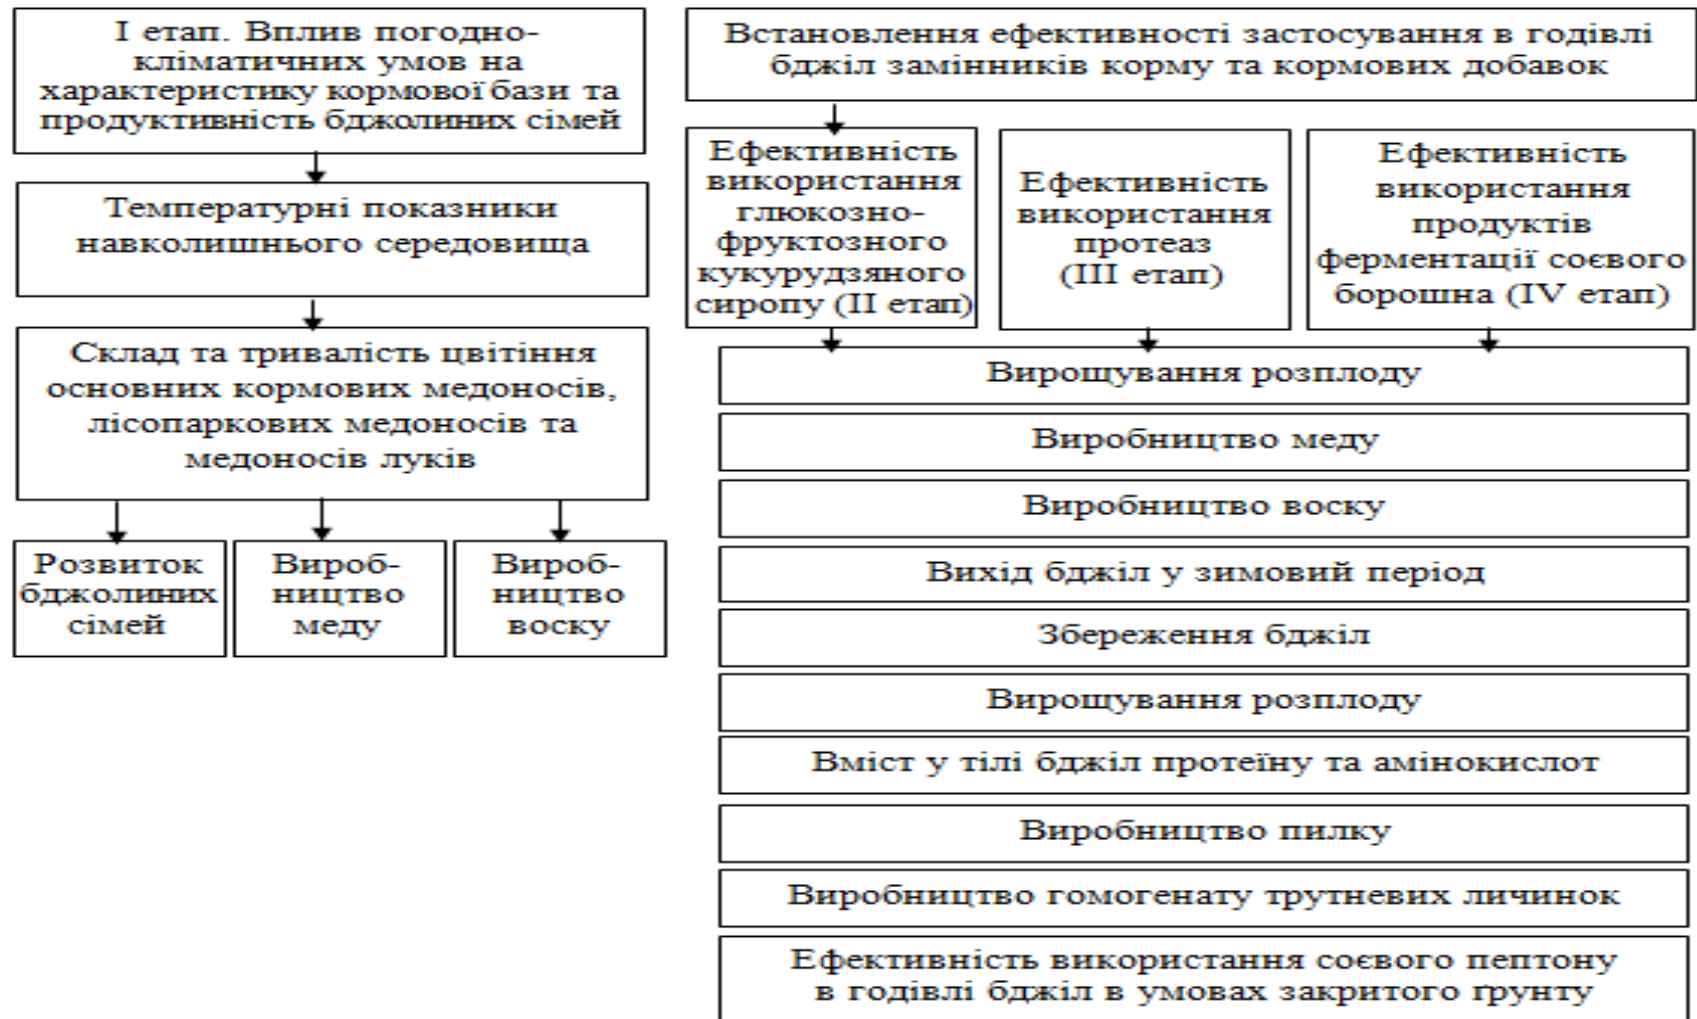 І етап. Вплив погодно-
кліматичних умов на
характеристику кормової бази та
продуктивність бджолиних сімей
Температурні показники
навколишнього середовища
Склад та тривалість цвітіння
основних кормових медоносів,
лісопаркових медоносів та
медоносів луків
Розвиток
бджолиних
сімей
Вироб-
ництво
меду
Вироб-
ництво
воску
Встановлення ефективності застосування в годівлі
бджіл замінників корму та кормових добавок
Ефективність
використання
глюкозно-
фруктозного
кукурудзяного
сиропу (ІІ етап)
Ефективність
використання
протеаз
(ІІІ етап)
Ефективність
використання
продуктів
ферментації соєвого
борошна (IV етап)
Вирощування розплоду
Виробництво меду
Виробництво воску
Вихід бджіл у зимовий період
Збереження бджіл
Вирощування розплоду
Вміст у тілі бджіл протеїну та амінокислот
Виробництво пилку
Виробництво гомогенату трутневих личинок
Ефективність використання соєвого пептону
в годівлі бджіл в умовах закритого ґрунту